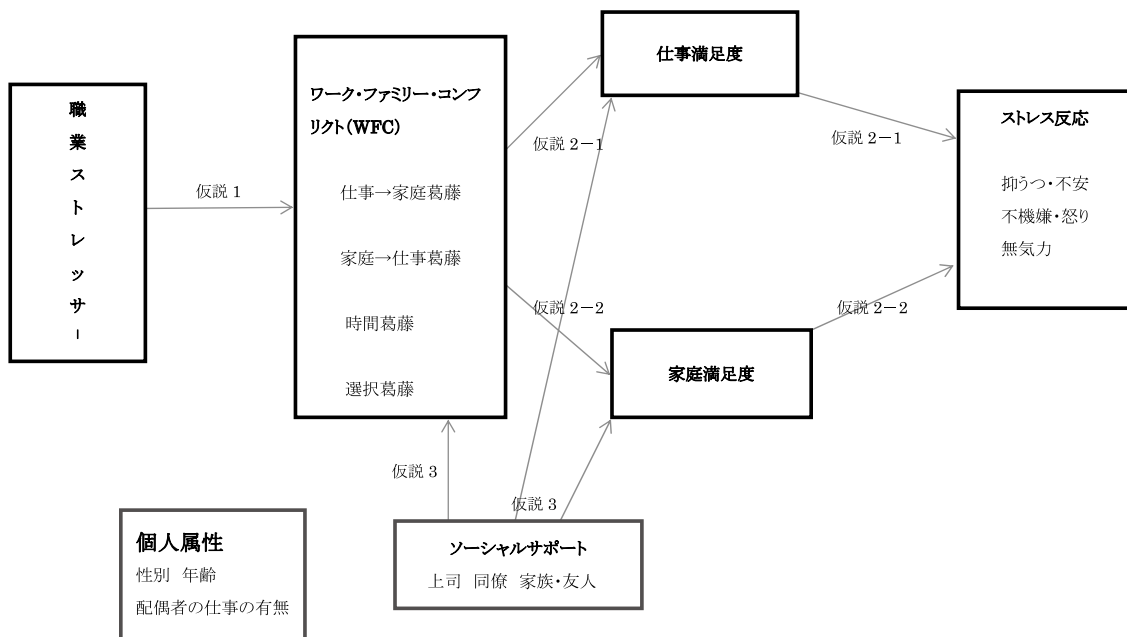 職業ストレッサー
仮説 1
ワーク・ファミリー・コンフ
リクト（WFC）
仕事→家庭葛藤
家庭→仕事葛藤
時間葛藤
選択葛藤
仮説 2－1
仮説 2－2
仕事満足度
家庭満足度
仮説 2－1
仮説 2－2
ストレス反応
抑うつ・不安
不機嫌・怒り
無気力
仮説 3
仮説 3
ソーシャルサポート
上司 同僚 家族・友人
個人属性
性別 年齢
配偶者の仕事の有無